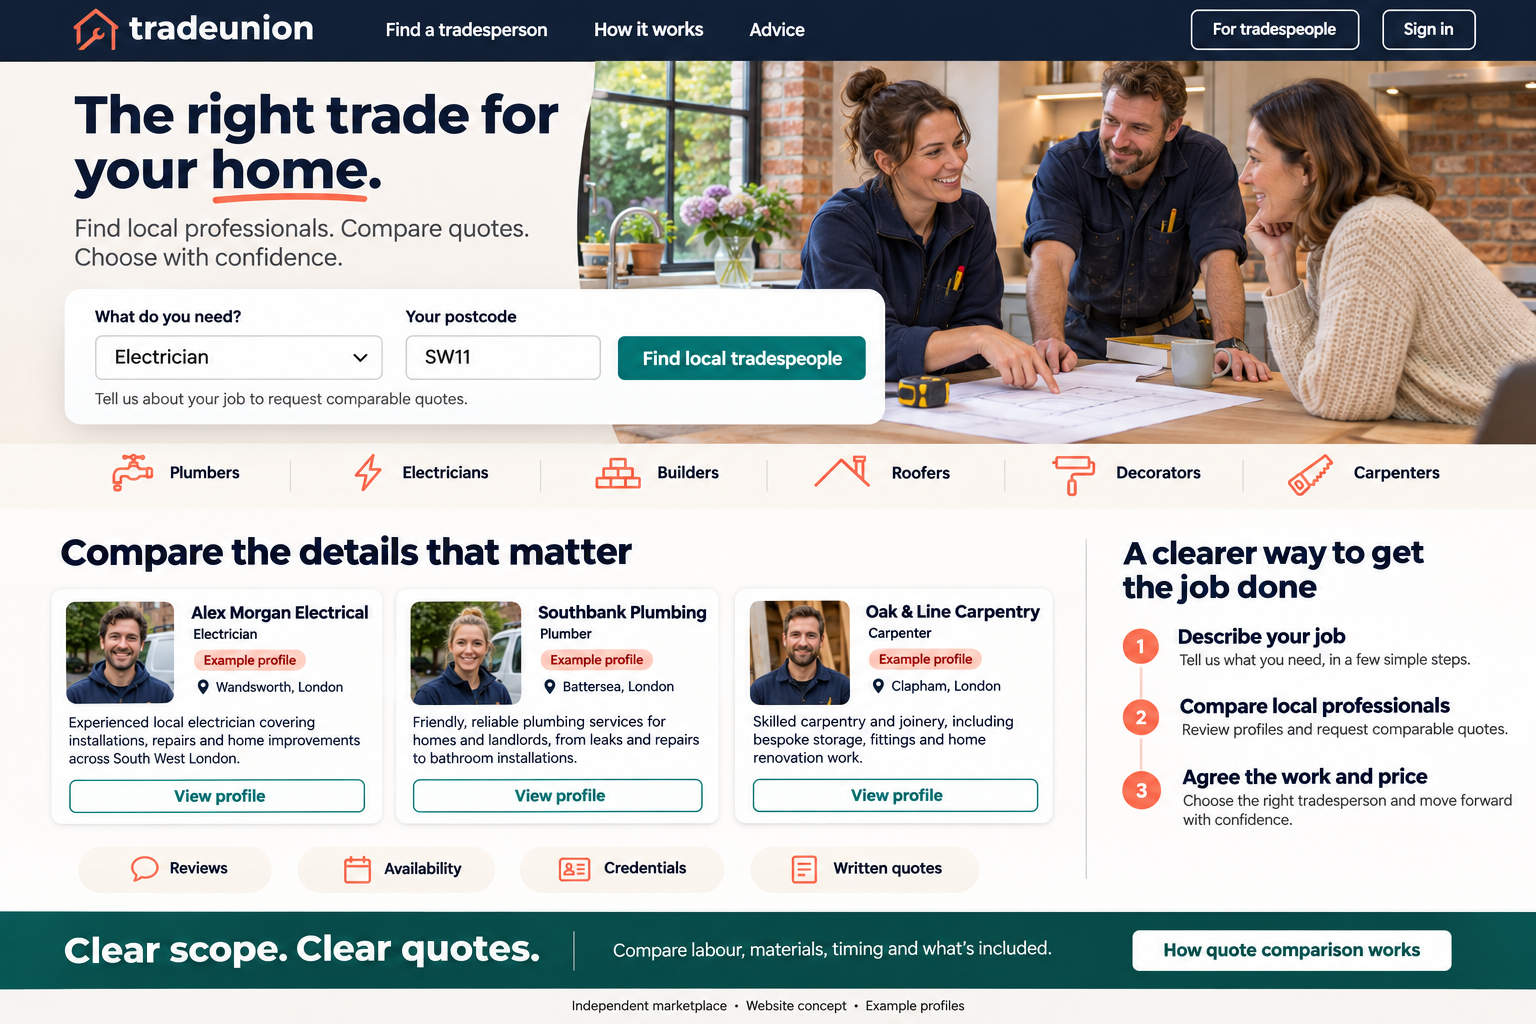 tradeunion
Find a tradesperson
How it works
Advice
For tradespeople
Sign in
The right trade for
your home.
Find local professionals. Compare quotes.
Choose with confidence.
What do you need?
Your postcode
Electrician
SW11
Find local tradespeople
Tell us about your job to request comparable quotes.
Plumbers
Electricians
Builders
Roofers
Decorators
Carpenters
Compare the details that matter
Alex Morgan Electrical
Electrician
Example profile
Wandsworth, London
Experienced local electrician covering
installations, repairs and home improvements
across South West London.
View profile
Southbank Plumbing
Plumber
Example profile
Battersea, London
Friendly, reliable plumbing services for
homes and landlords, from leaks and repairs
to bathroom installations.
View profile
Oak & Line Carpentry
Carpenter
Example profile
Clapham, London
Skilled carpentry and joinery, including
bespoke storage, fittings and home
renovation work.
View profile
Reviews
Availability
Credentials
Written quotes
A clearer way to get
the job done
1
Describe your job
Tell us what you need, in a few simple steps.
2
Compare local professionals
Review profiles and request comparable quotes.
3
Agree the work and price
Choose the right tradesperson and move forward
with confidence.
Clear scope. Clear quotes.
Compare labour, materials, timing and what's included.
How quote comparison works
Independent marketplace • Website concept • Example profiles